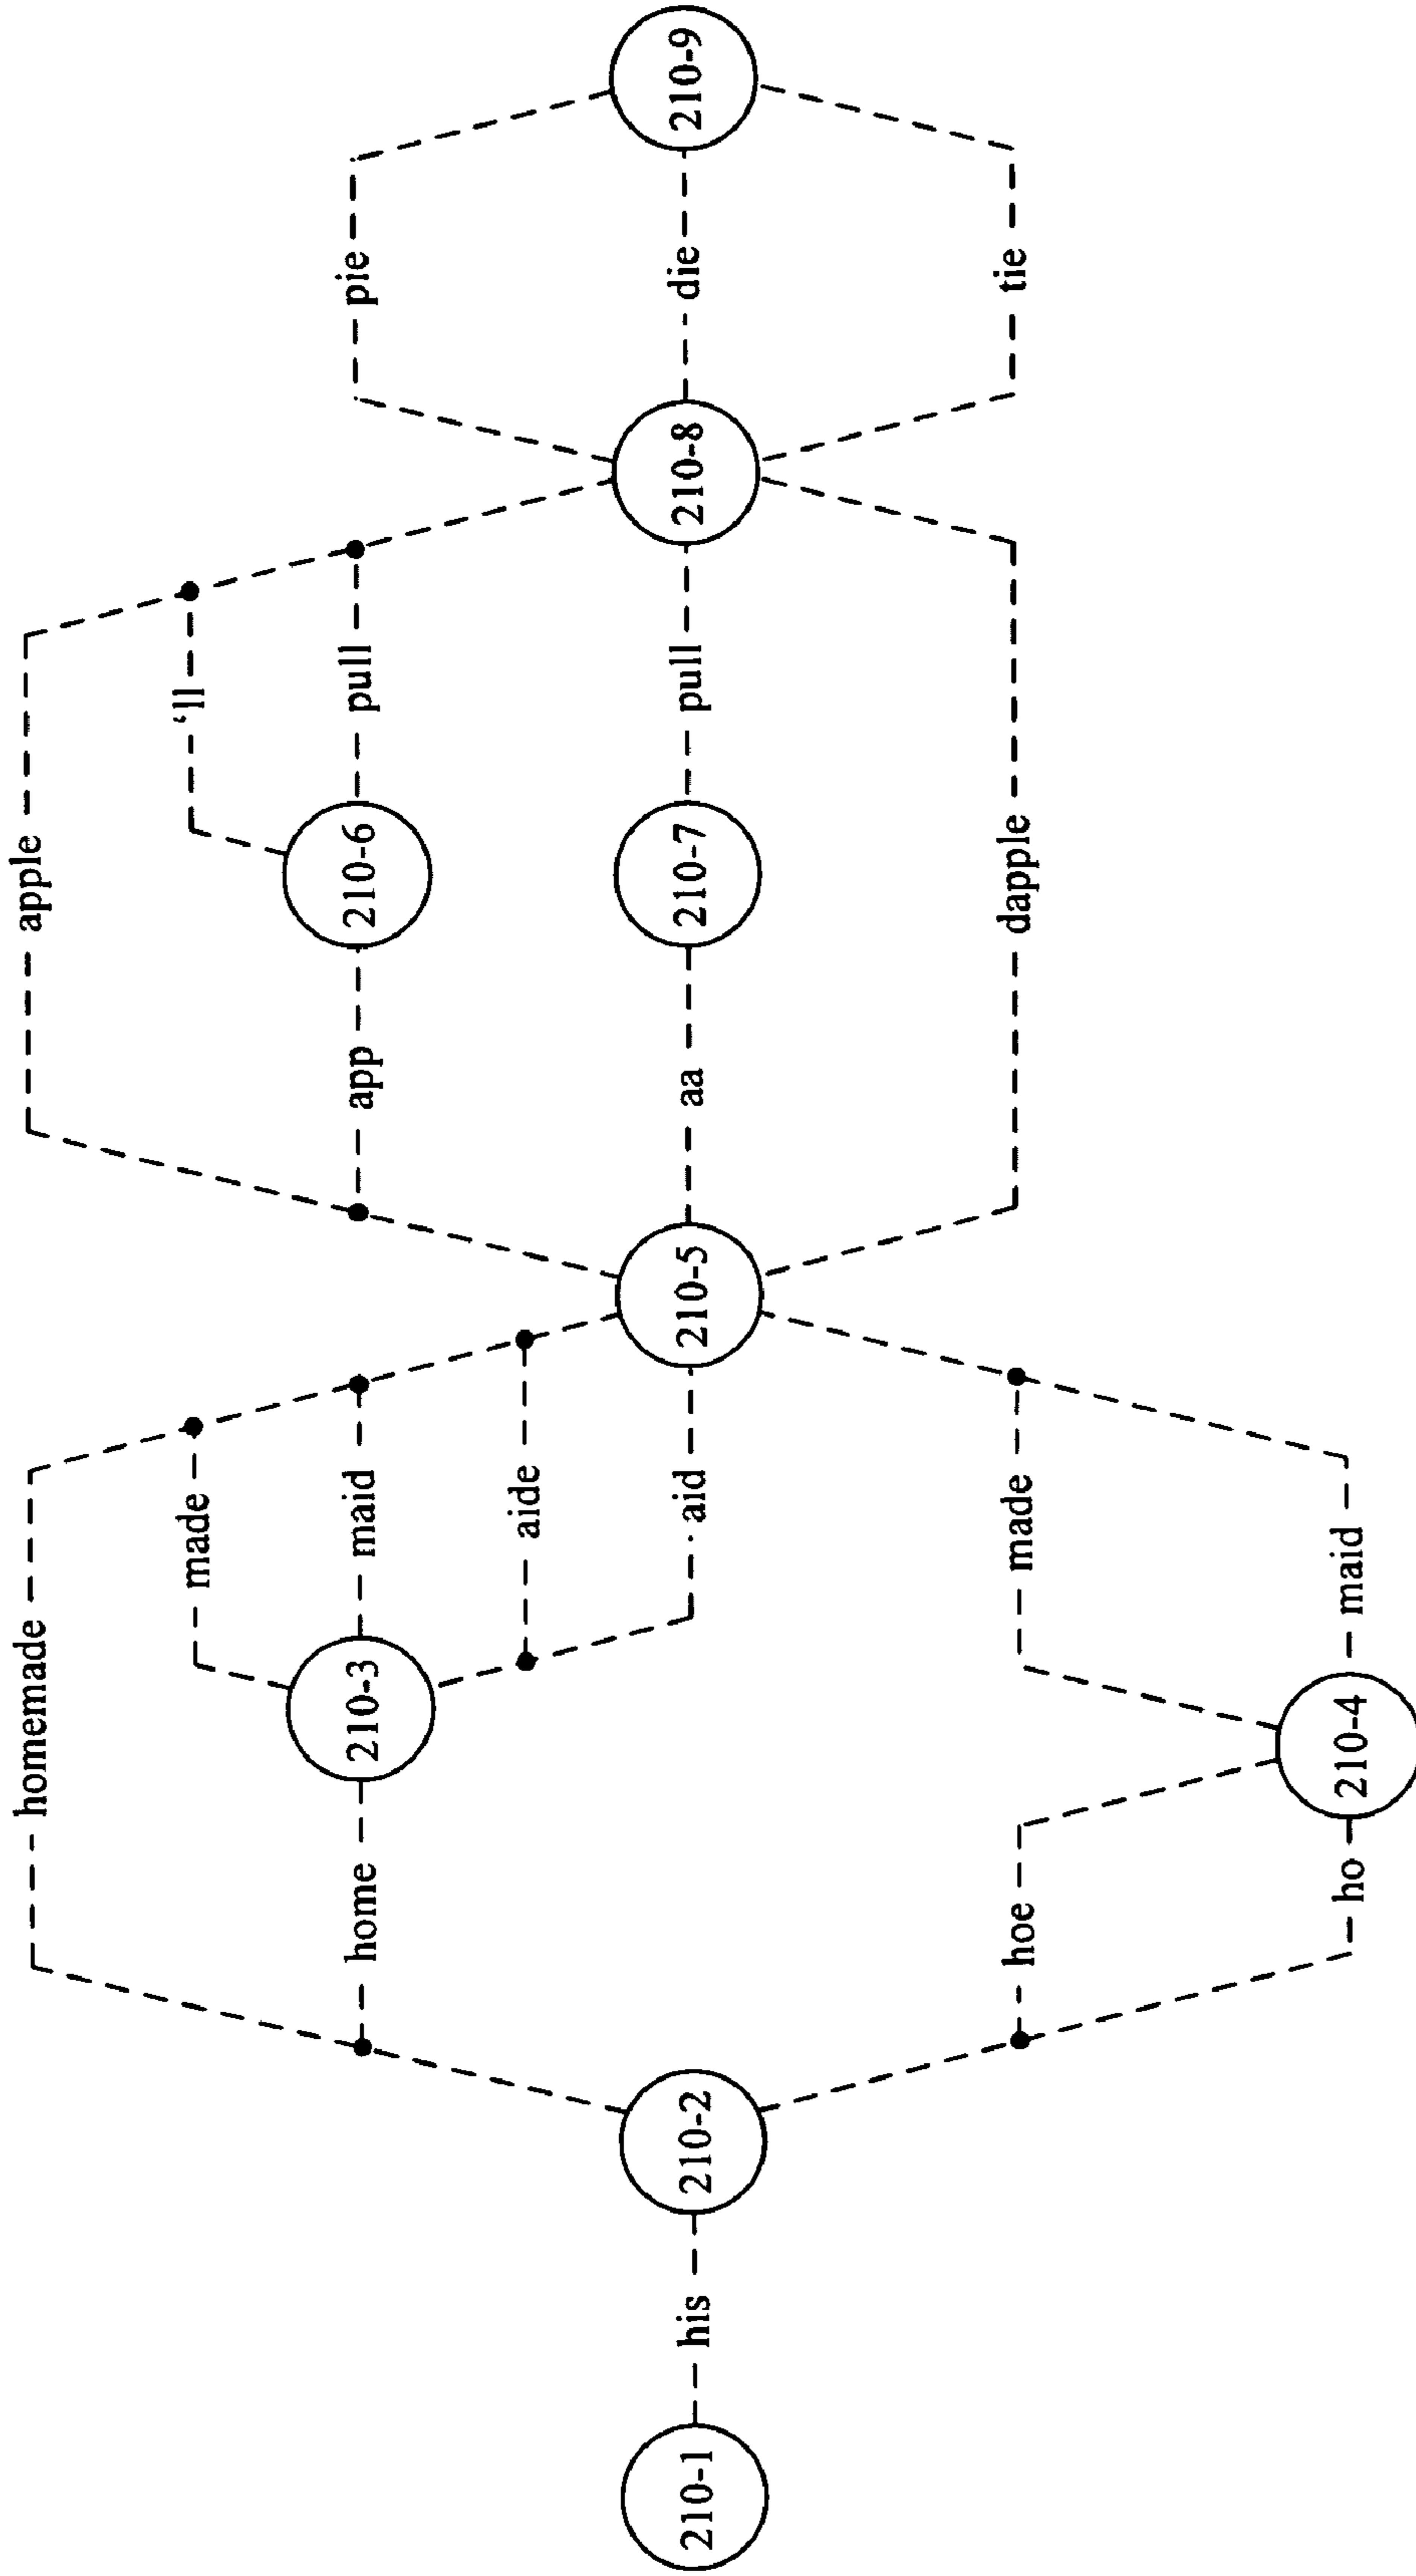 homemade
apple
made
'll
home
210-3
maid
app
210-6
pull
pie
aide
210-1
his
210-2
aid
210-5
aa
210-7
pull
210-8
die
210-9
hoe
made
dapple
tie
ho
210-4
maid